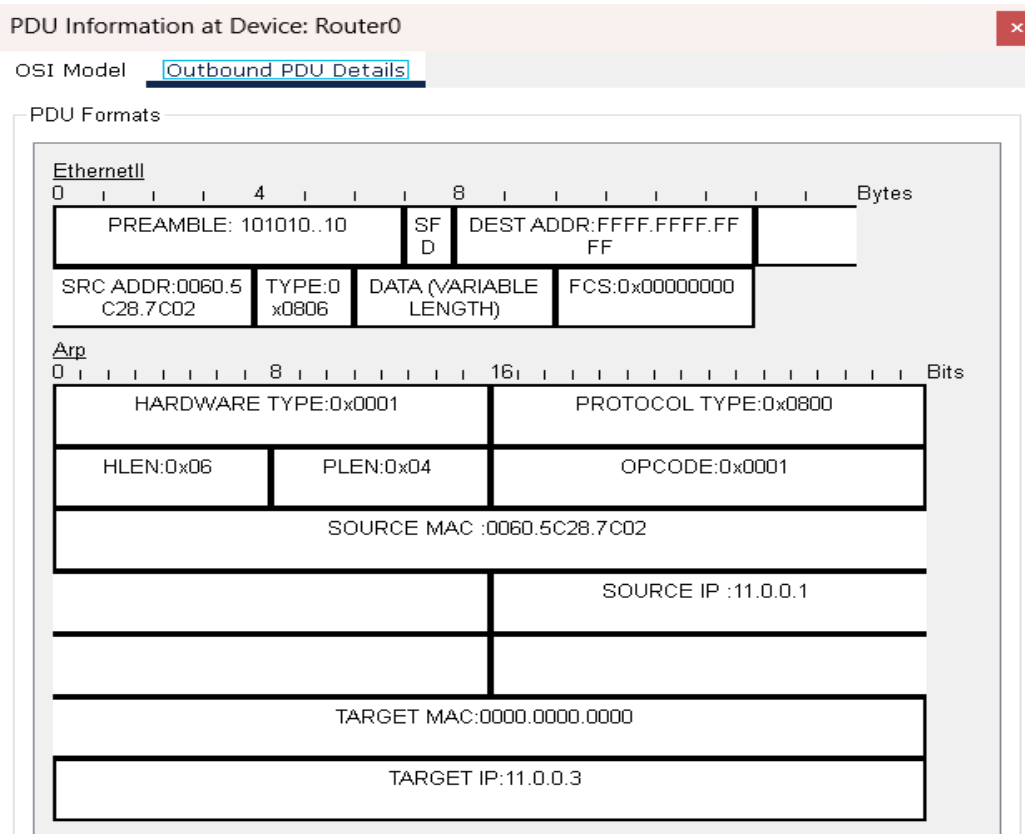 PDU Information at Device: Router0
×
OSI Model Outbound PDU Details
PDU Formats
EthernetII
0 4 8 Bytes
PREAMBLE: 101010..10
SF
D
DEST ADDR:FFFF.FFFF.FF
FF
SRC ADDR:0060.5
C28.7C02
TYPE:0
x0806
DATA (VARIABLE
LENGTH)
FCS:0x00000000
Arp
0 8 16 Bits
HARDWARE TYPE:0x0001 PROTOCOL TYPE:0x0800
HLEN:0x06 PLEN:0x04 OPCODE:0x0001
SOURCE MAC :0060.5C28.7C02
SOURCE IP :11.0.0.1
TARGET MAC:0000.0000.0000
TARGET IP:11.0.0.3